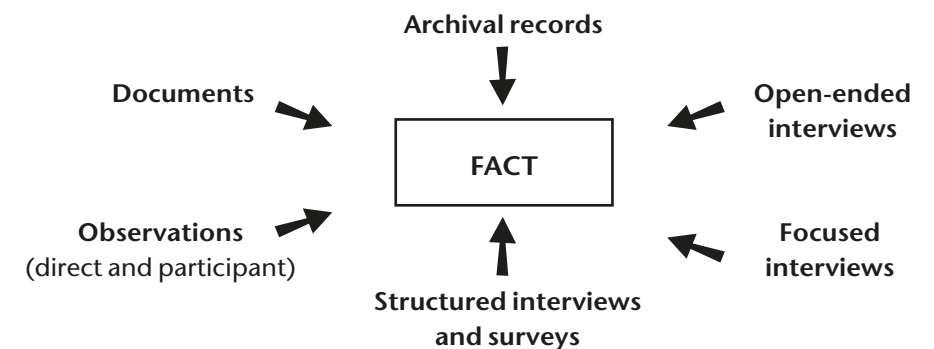 Archival records
Documents
Open-ended
interviews
FACT
Observations
(direct and participant)
Focused
interviews
Structured interviews
and surveys